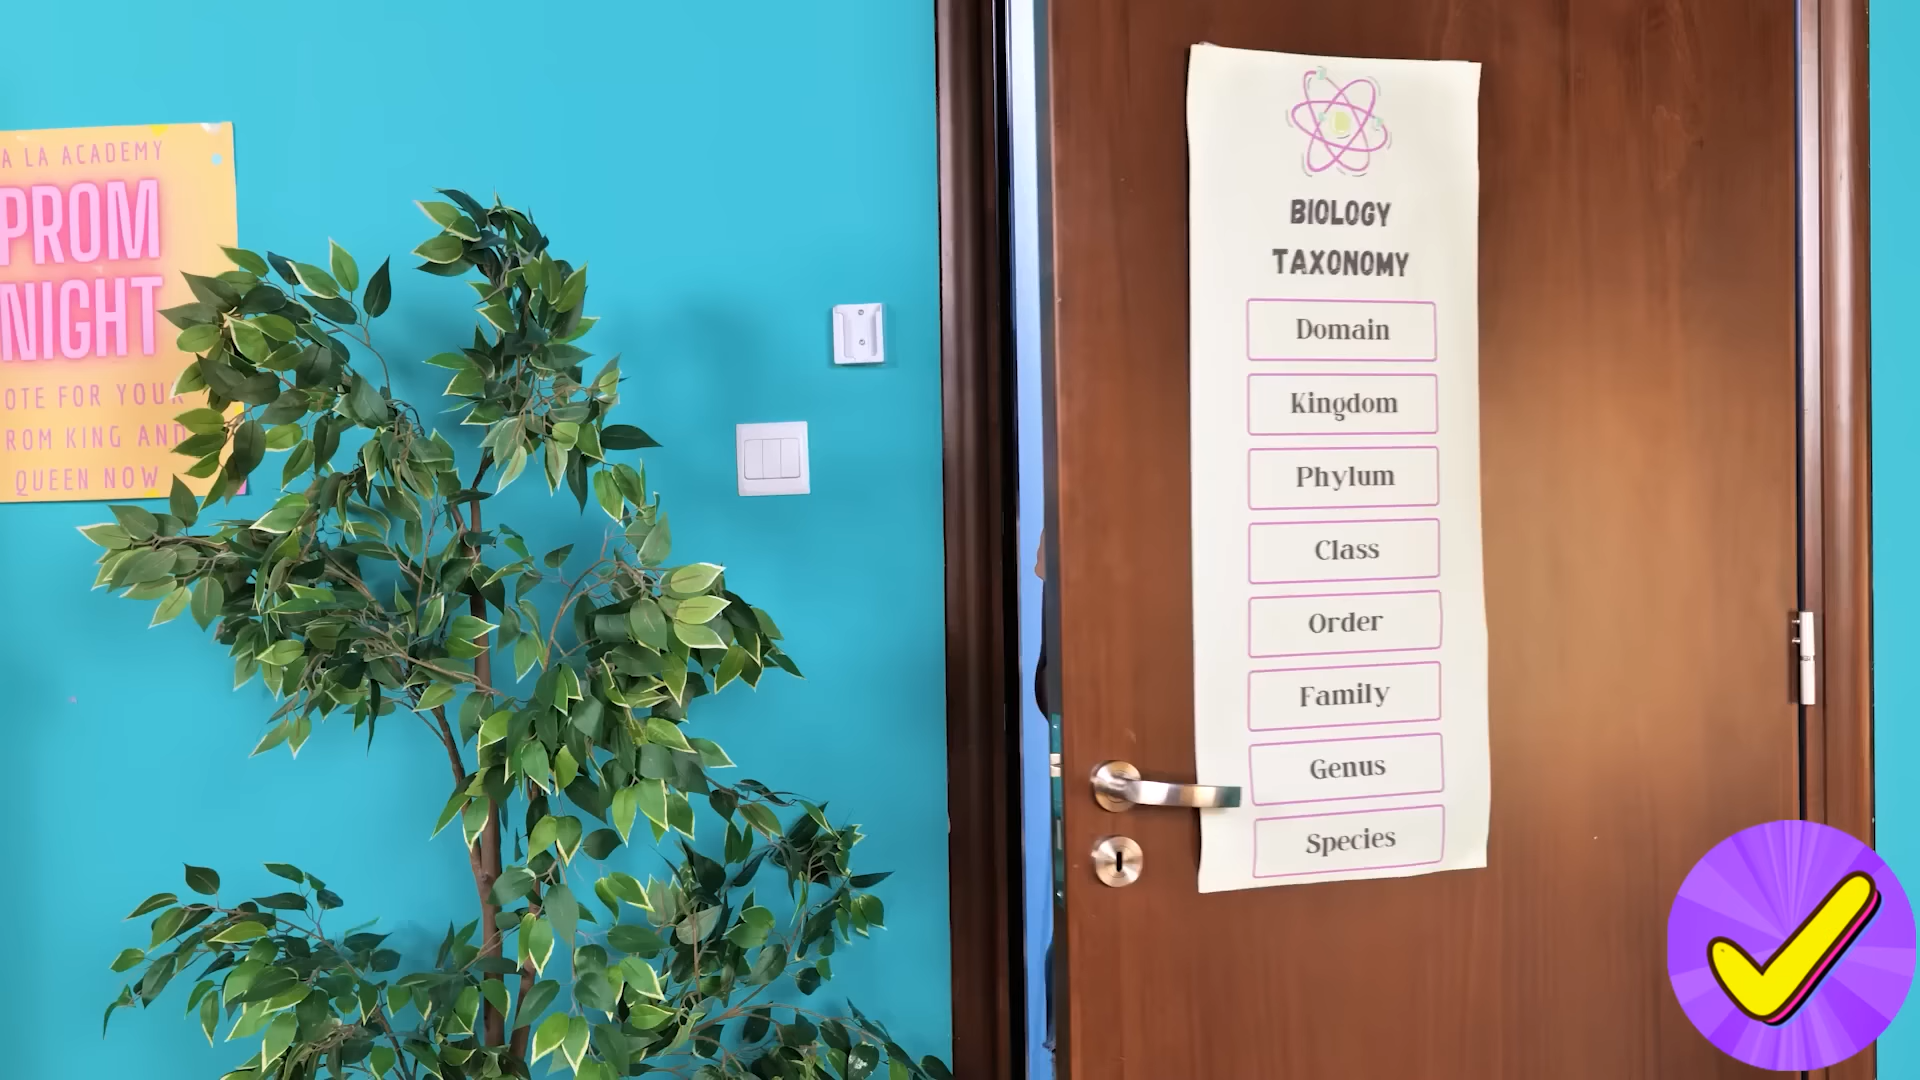 A LA ACADEMY
PROM
NIGHT
OTE FOR YOUR
ROM KING AND
QUEEN NOW
BIOLOGY
TAXONOMY
Domain
Kingdom
Phylum
Class
Order
Family
Genus
Species